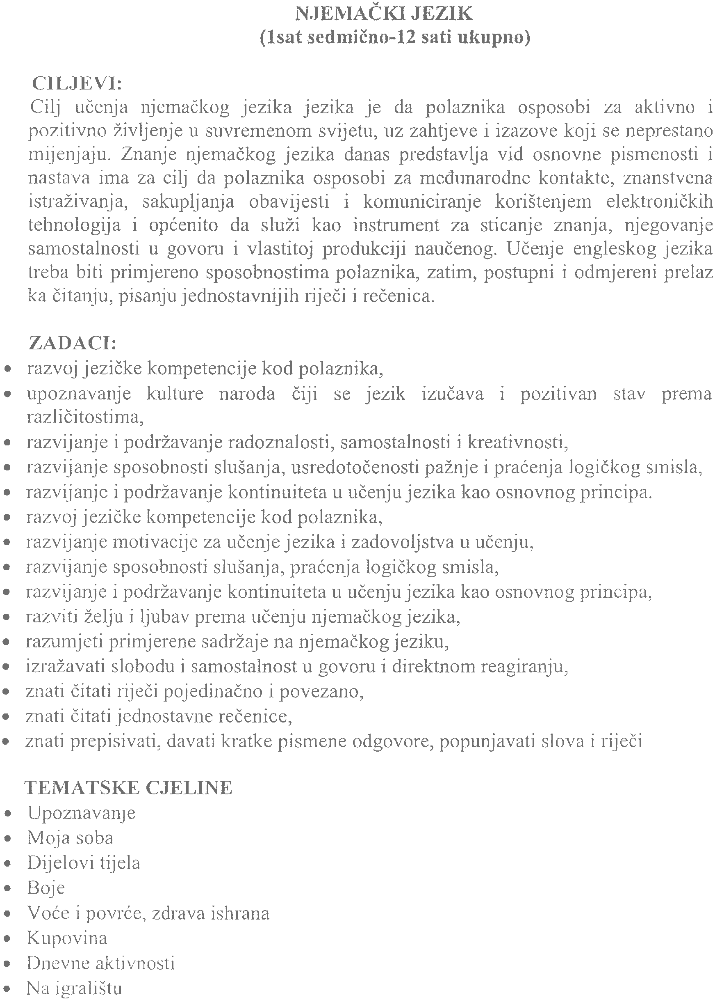 NJEMAČKI JEZIK
(1sat sedmično-12 sati ukupno)
CILJEVI:
Cilj učenja njemačkog jezika jezika je da polaznika osposobi za aktivno i
pozitivno življenje u suvremenom svijetu, uz zahtjeve i izazove koji se neprestano
mijenjaju. Znanje njemačkog jezika danas predstavlja vid osnovne pismenosti i
nastava ima za cilj da polaznika osposobi za međunarodne kontakte, znanstvena
istraživanja, sakupljanja obavijesti i komuniciranje korištenjem elektroničkih
tehnologija i općenito da služi kao instrument za sticanje znanja, njegovanje
samostalnosti u govoru i vlastitoj produkciji naučenog. Učenje engleskog jezika
treba biti primjereno sposobnostima polaznika, zatim, postupni i odmjereni prelaz
ka čitanju, pisanju jednostavnijih riječi i rečenica.
ZADACI:
• razvoj jezičke kompetencije kod polaznika,
• upoznavanje kulture naroda čiji se jezik izučava i pozitivan stav prema
različitostima,
• razvijanje i podržavanje radoznalosti, samostalnosti i kreativnosti,
• razvijanje sposobnosti slušanja, usredotočenosti pažnje i praćenja logičkog smisla,
• razvijanje i podržavanje kontinuiteta u učenju jezika kao osnovnog principa.
• razvoj jezičke kompetencije kod polaznika,
• razvijanje motivacije za učenje jezika i zadovoljstva u učenju,
• razvijanje sposobnosti slušanja, praćenja logičkog smisla,
• razvijanje i podržavanje kontinuiteta u učenju jezika kao osnovnog principa,
• razviti želju i ljubav prema učenju njemačkog jezika,
• razumjeti primjerene sadržaje na njemačkog jeziku,
• izražavati slobodu i samostalnost u govoru i direktnom reagiranju,
• znati čitati riječi pojedinačno i povezano,
• znati čitati jednostavne rečenice,
• znati prepisivati, davati kratke pismene odgovore, popunjavati slova i riječi
TEMATSKE CJELINE
• Upoznavanje
• Moja soba
• Dijelovi tijela
• Boje
• Voće i povrće, zdrava ishrana
• Kupovina
• Dnevne aktivnosti
• Na igralištu